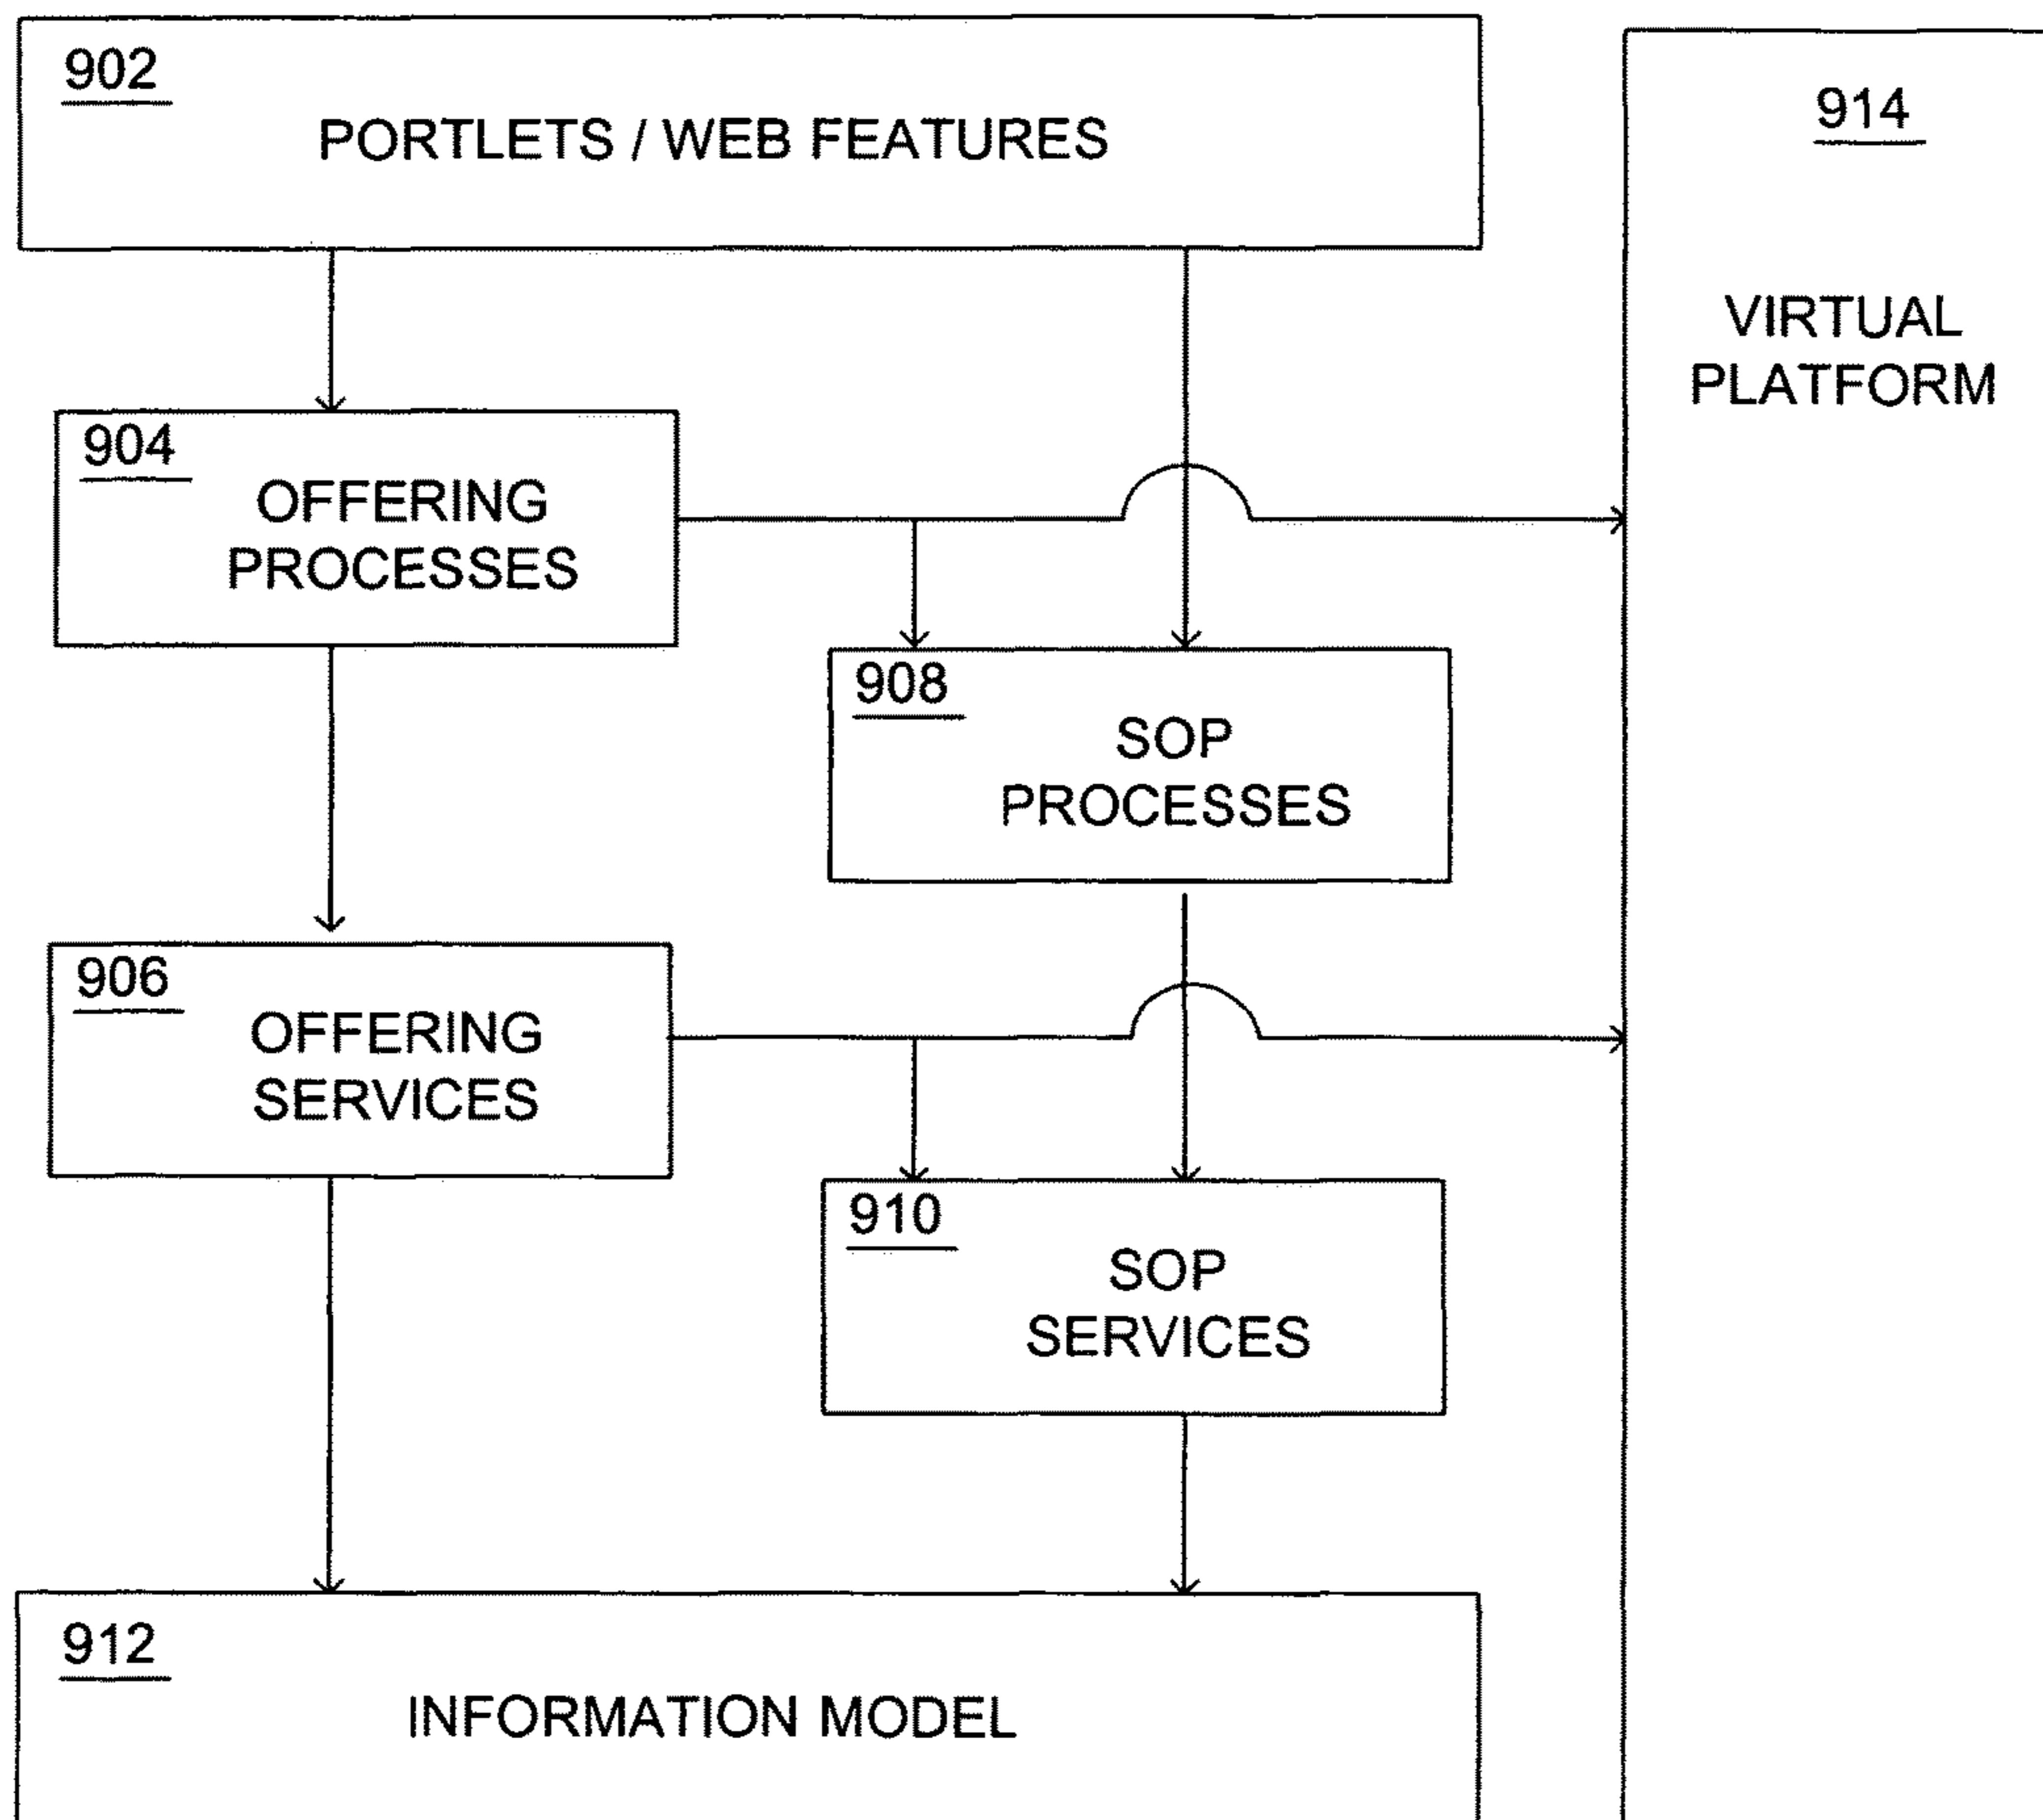 902
PORTLETS / WEB FEATURES
914
VIRTUAL
PLATFORM
904
OFFERING
PROCESSES
908
SOP
PROCESSES
906
OFFERING
SERVICES
910
SOP
SERVICES
912
INFORMATION MODEL